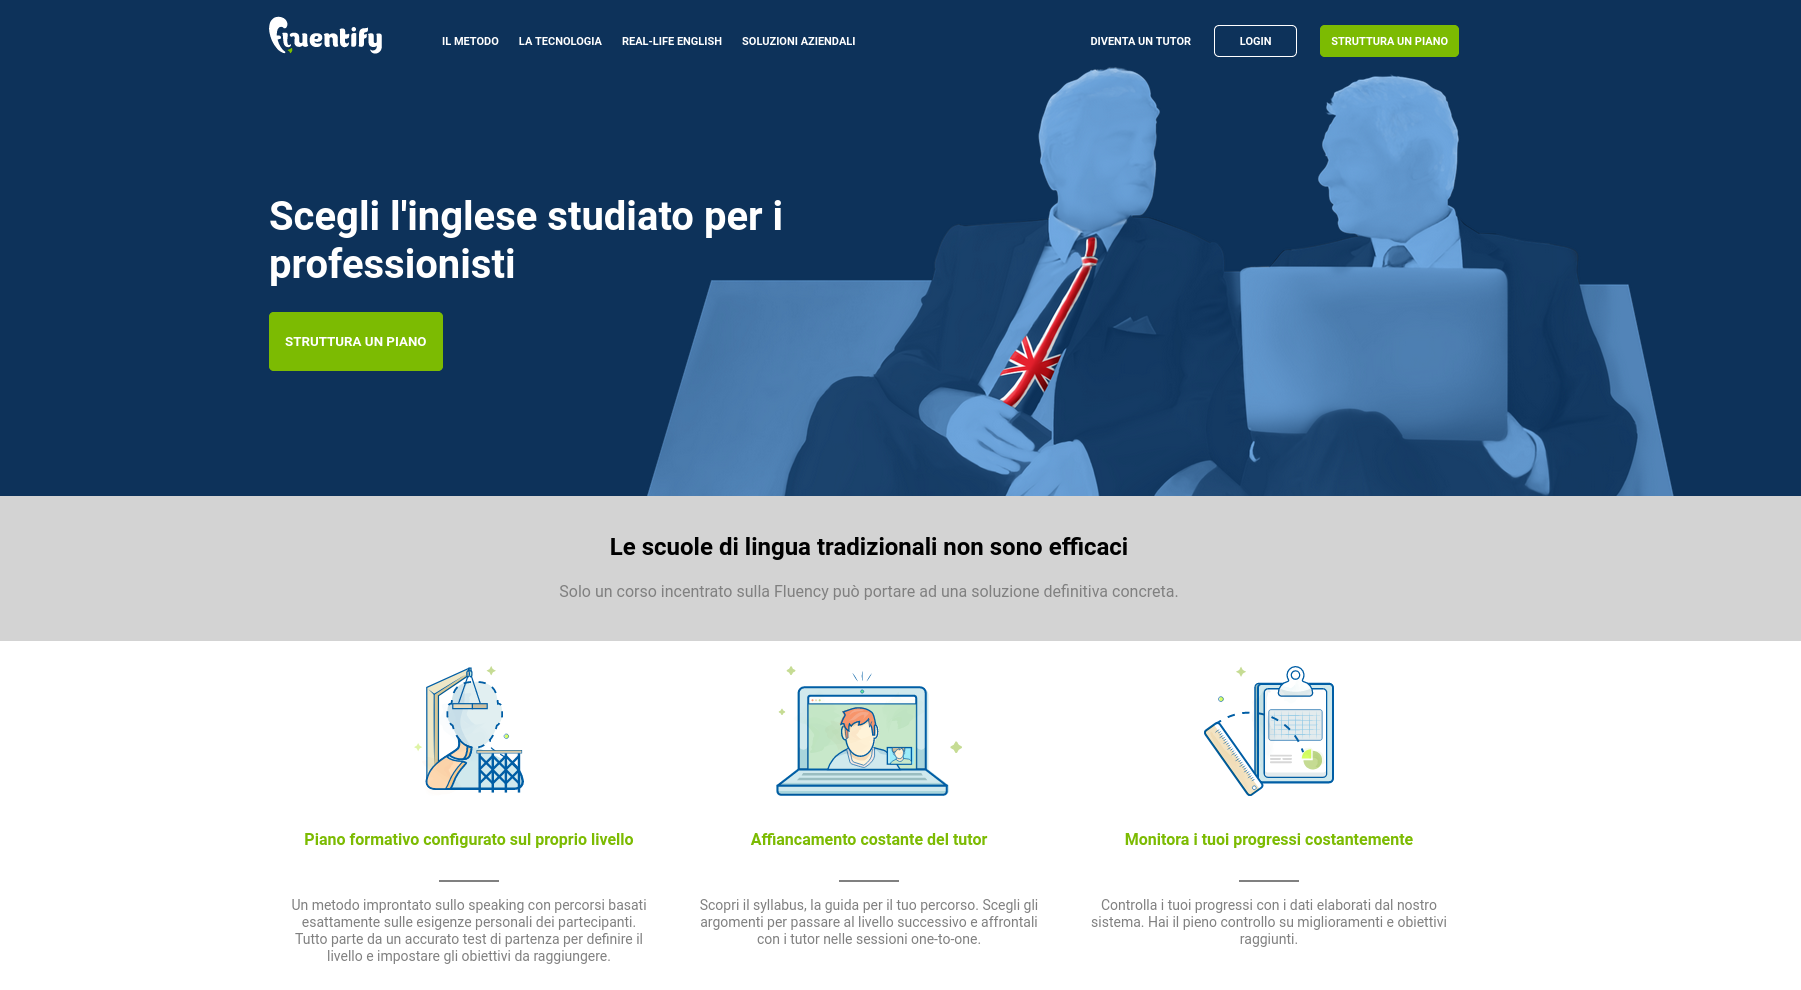 fluentify
IL METODO
LA TECNOLOGIA
REAL-LIFE ENGLISH
SOLUZIONI AZIENDALI
DIVENTA UN TUTOR
LOGIN
STRUTTURA UN PIANO
Scegli l'inglese studiato per i
professionisti
STRUTTURA UN PIANO
Le scuole di lingua tradizionali non sono efficaci
Solo un corso incentrato sulla Fluency può portare ad una soluzione definitiva concreta.
Piano formativo configurato sul proprio livello
Un metodo improntato sullo speaking con percorsi basati
esattamente sulle esigenze personali dei partecipanti.
Tutto parte da un accurato test di partenza per definire il
livello e impostare gli obiettivi da raggiungere.
Affiancamento costante del tutor
Scopri il syllabus, la guida per il tuo percorso. Scegli gli
argomenti per passare al livello successivo e affrontali
con i tutor nelle sessioni one-to-one.
Monitora i tuoi progressi costantemente
Controlla i tuoi progressi con i dati elaborati dal nostro
sistema. Hai il pieno controllo su miglioramenti e obiettivi
raggiunti.